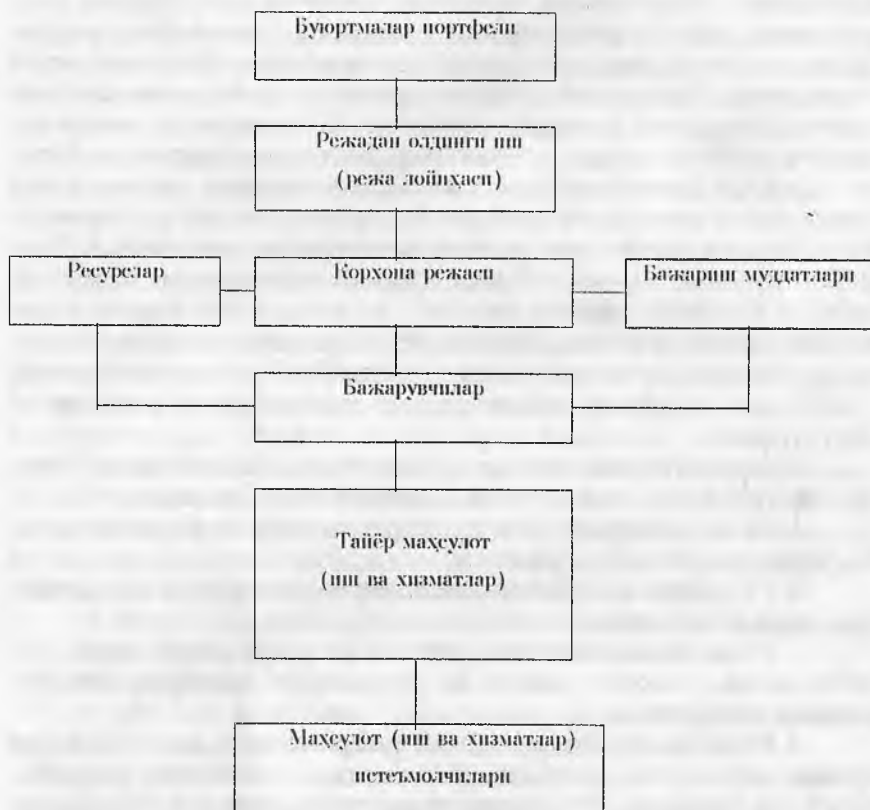 Буюртмалар портфели
Режадан олдинги иш
(режа лойиҳаси)
Ресурслар
Корхона режаси
Бажариш муддатлари
Бажарувчилар
Тайёр маҳсулот
(иш ва хизматлар)
Маҳсулот (иш ва хизматлар)
истеъмолчилари